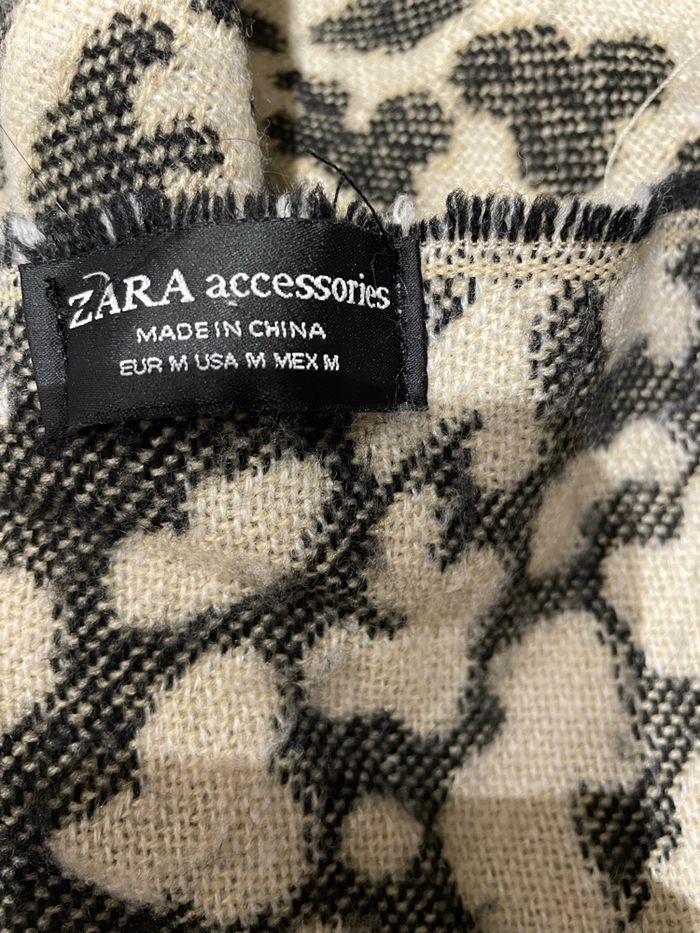 ZARA accessories
MADE IN CHINA
EUR M USA M MEX M